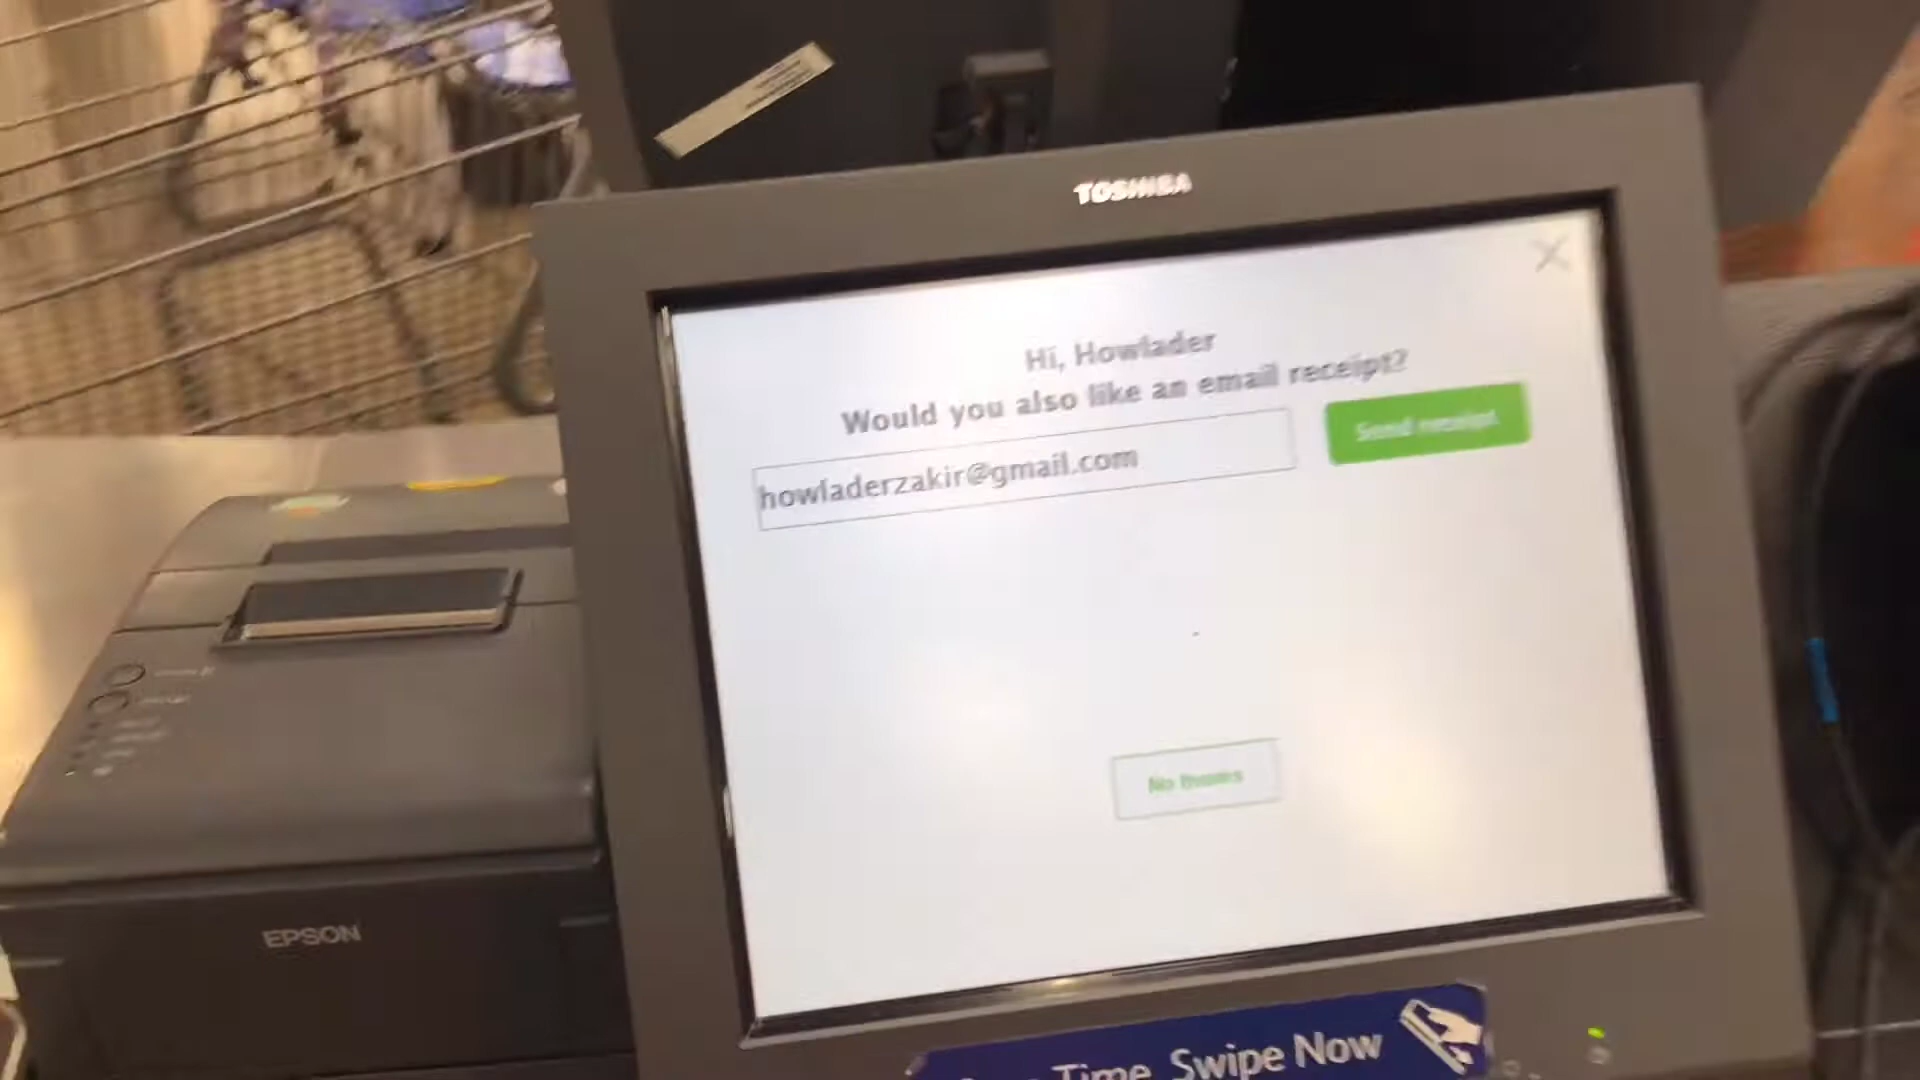 TOSHIBA
Hi, Howlader
Would you also like an email receipt?
howladerzakir@gmail.com
Send receipt
No thanks
EPSON
Time, Swipe Now